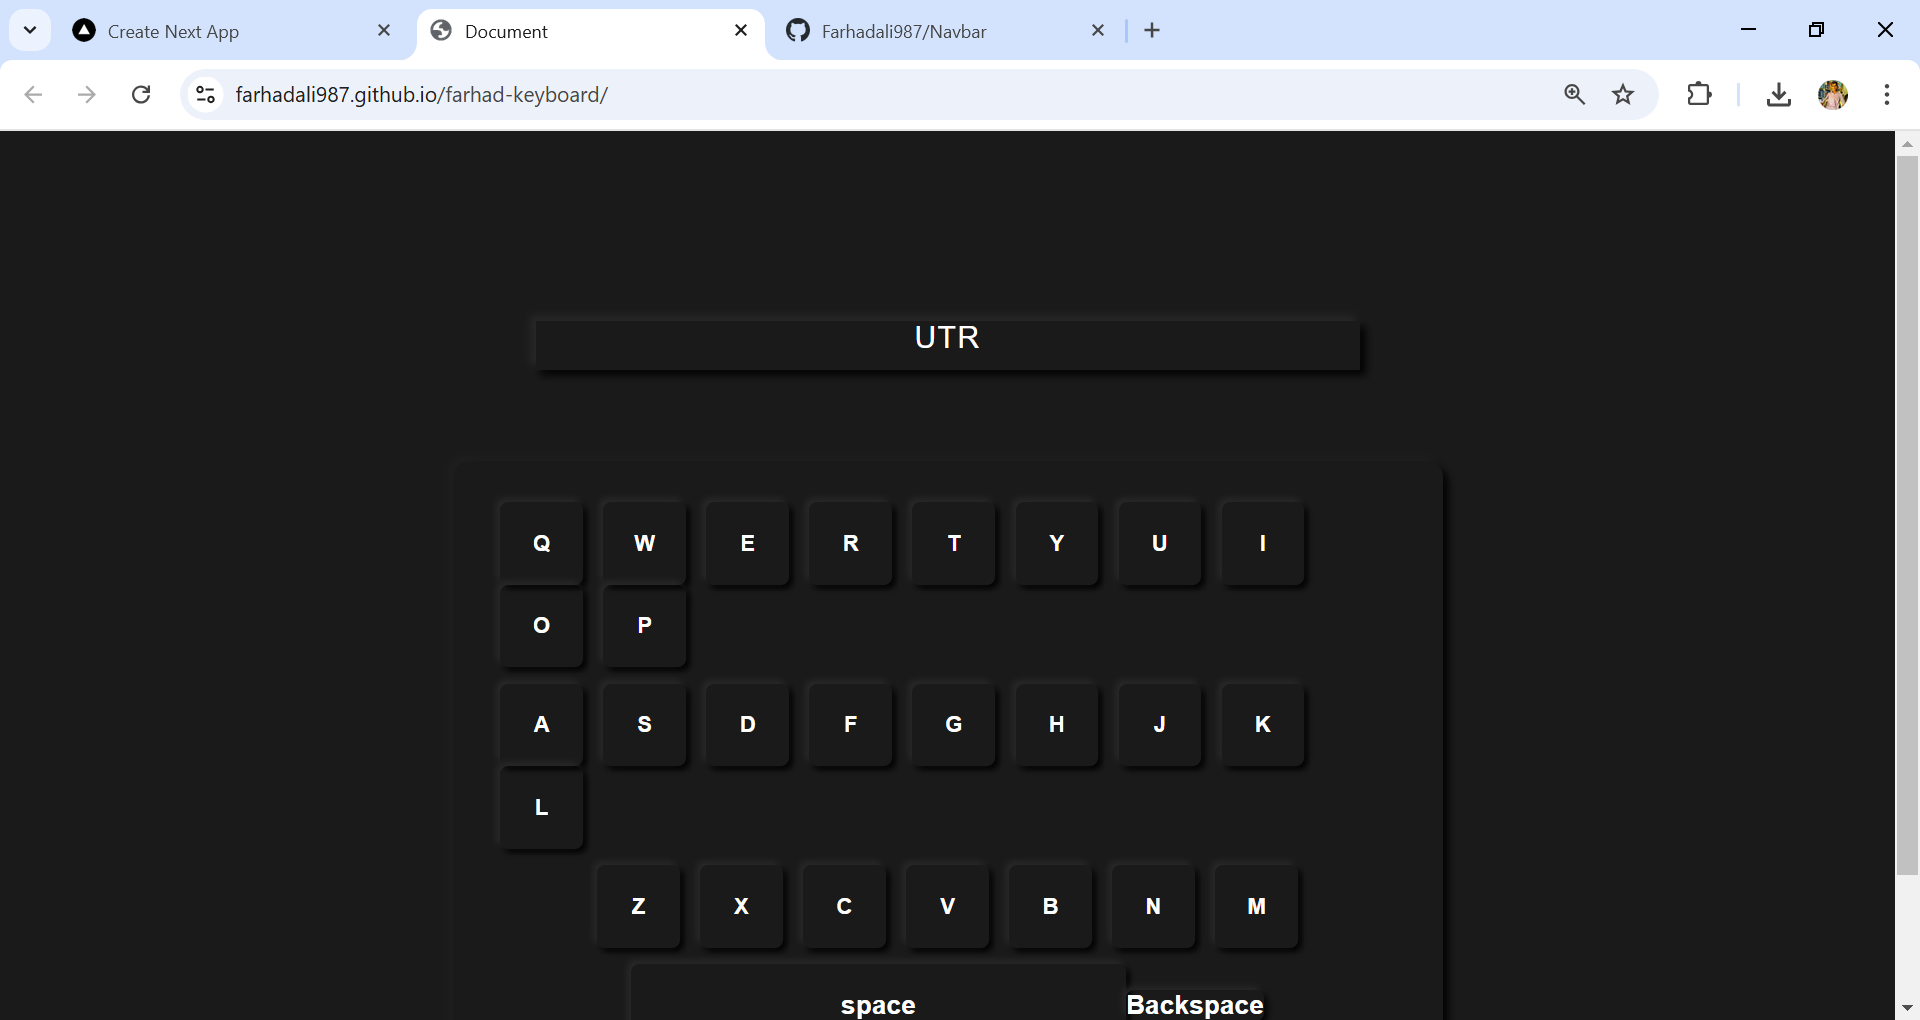 Create Next App
Document
Farhadali987/Navbar
farhadali987.github.io/farhad-keyboard/
UTR
Q W E R T Y U I
O P
A S D F G H J K
L
Z X C V B N M
space Backspace